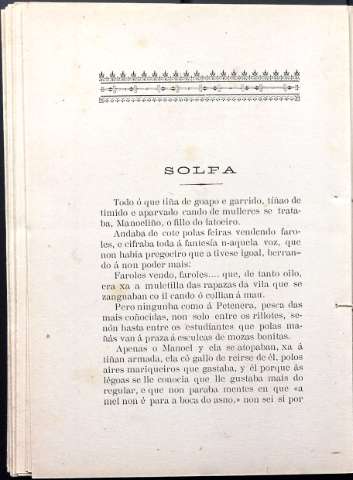 SOLFA
Todo ó que tiña de goapo e garrido, tíñao de
timido e aparvado cando de mulleres se trata-
ba, Manoeliño, o fillo do latoeiro.
Andaba de cote polas feiras vendendo faro-
les, e cifraba toda á fantesía n-aquela voz, que
non había pregoeiro que a tivese igoal, berran-
do á non poder mais:
Faroles vendo, faroles.... que, de tanto oilo,
era xa a muletilla das rapazas da vila que se
zanguaban co il cando ó collian á mau.
Pero ningunha como á Petenera, pesca das
mais coñocidas, non solo entre os rillotes, se-
nón hasta entre os estudiantes que polas ma-
ñás van á praza á esculcas de mozas bonitas.
Apenas o Manoel y ela se atopaban, xa á
tiñan armada, ela có gallo de reirse de él, polos
aires mariqueiros que gastaba, y él porque ás
légoas se lle conocia que lle gustaba mais do
regular, e que non paraba mentes en que «a
mel non é para a boca do asno,» non sei si por